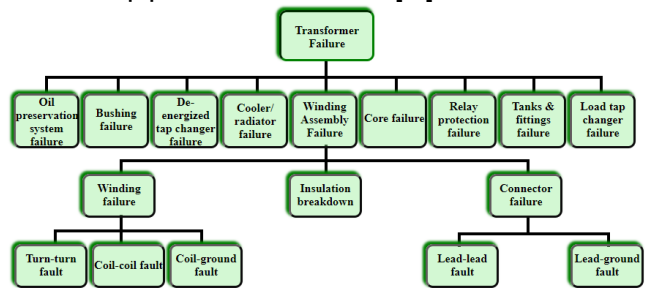 Transformer
Failure
Oil
preservation
system
failure
Bushing
failure
De-
energized
tap changer
failure
Cooler/
radiator
failure
Winding
Assembly
Failure
Core failure
Relay
protection
failure
Tanks &
fittings
failure
Load tap
changer
failure
Winding
failure
Insulation
breakdown
Connector
failure
Turn-turn
fault
Coil-coil fault
Coil-ground
fault
Lead-lead
fault
Lead-ground
fault